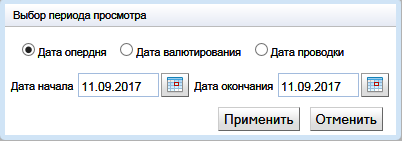 Выбор периода просмотра
Дата опердня Дата валютирования Дата проводки
Дата начала 11.09.2017 Дата окончания 11.09.2017
Применить Отменить